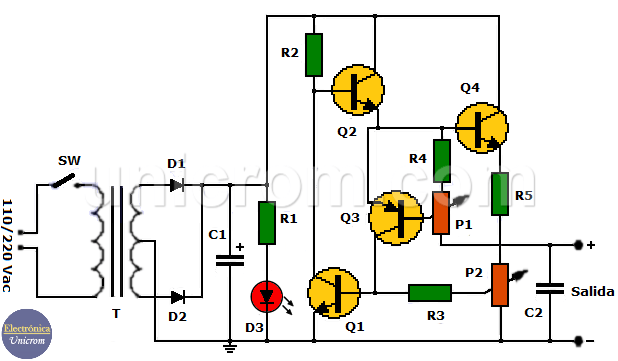 R2
Q4
Q2
unicrom.com
SW
D1
R4
R5
Q3
P1
110/220 Vac
C1
+
R1
+
P2
T
D2
D3
Q1
R3
C2
Salida
−
Electrónica
Unicrom